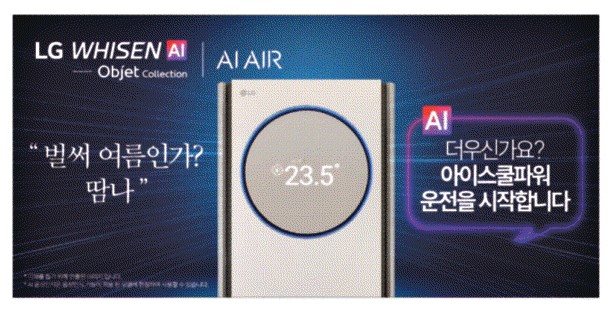 LG WHISEN AI
Objet Collection
AI AIR
LG
“ 벌써 여름인가?
땀나 ”
23.5°
AI
더우신가요?
아이스쿨파워
운전을 시작합니다